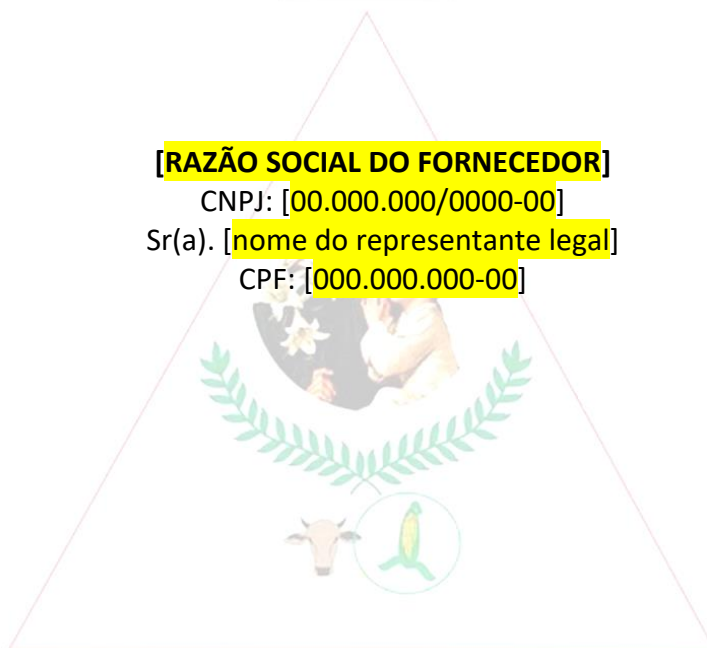 [RAZÃO SOCIAL DO FORNECEDOR]
CNPJ: [00.000.000/0000-00]
Sr(a). [nome do representante legal]
CPF: [000.000.000-00]